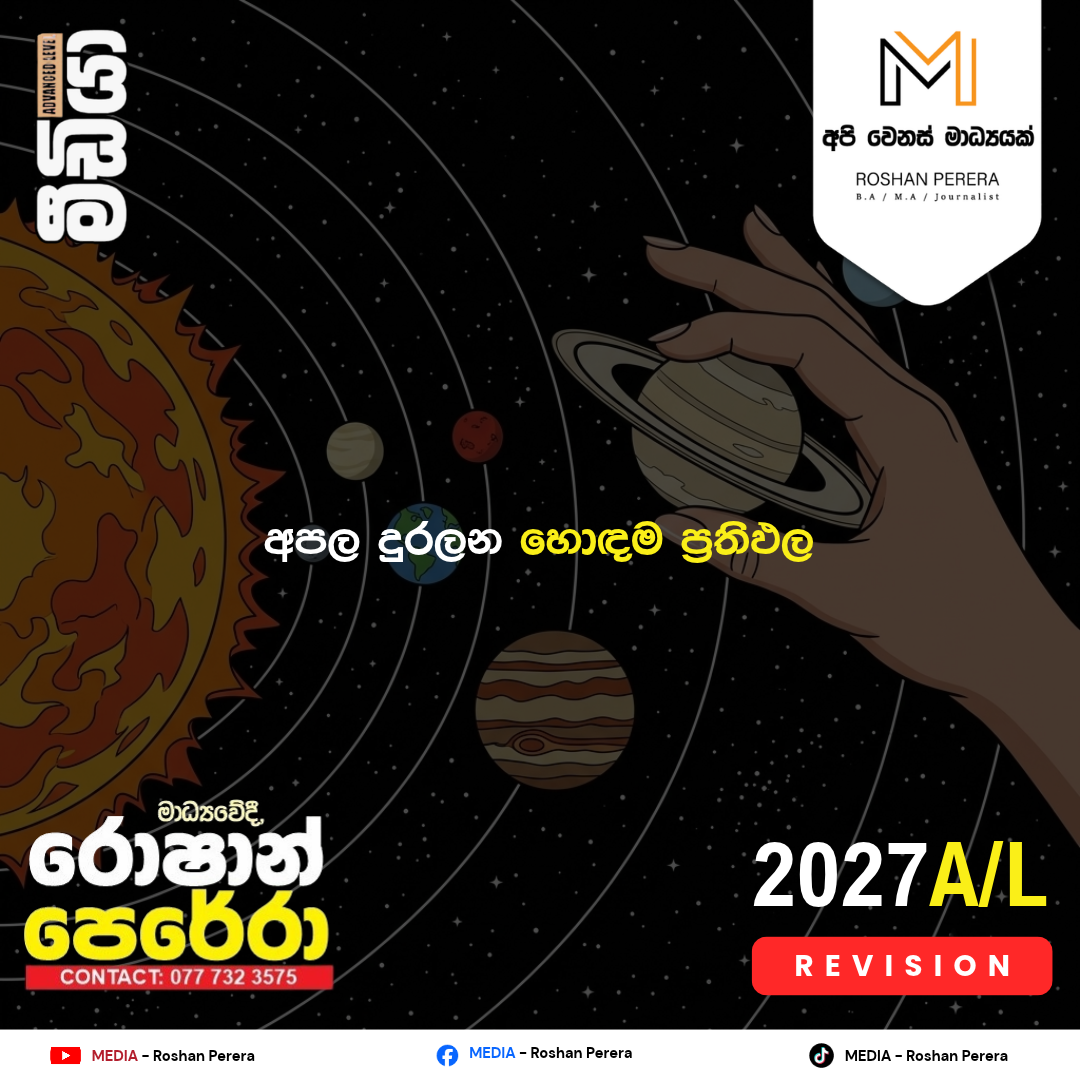 මීඩියා
ADVANCED LEVEL
අපි වෙනස් මාධ්‍යයක්
ROSHAN PERERA
B.A / M.A / Journalist
අපල දුරලන හොඳම ප්‍රතිඵල
මාධ්‍යවේදී,
රොෂාන්
පෙරේරා
CONTACT: 077 732 3575
2027 A/L
REVISION
MEDIA - Roshan Perera
MEDIA - Roshan Perera
MEDIA - Roshan Perera